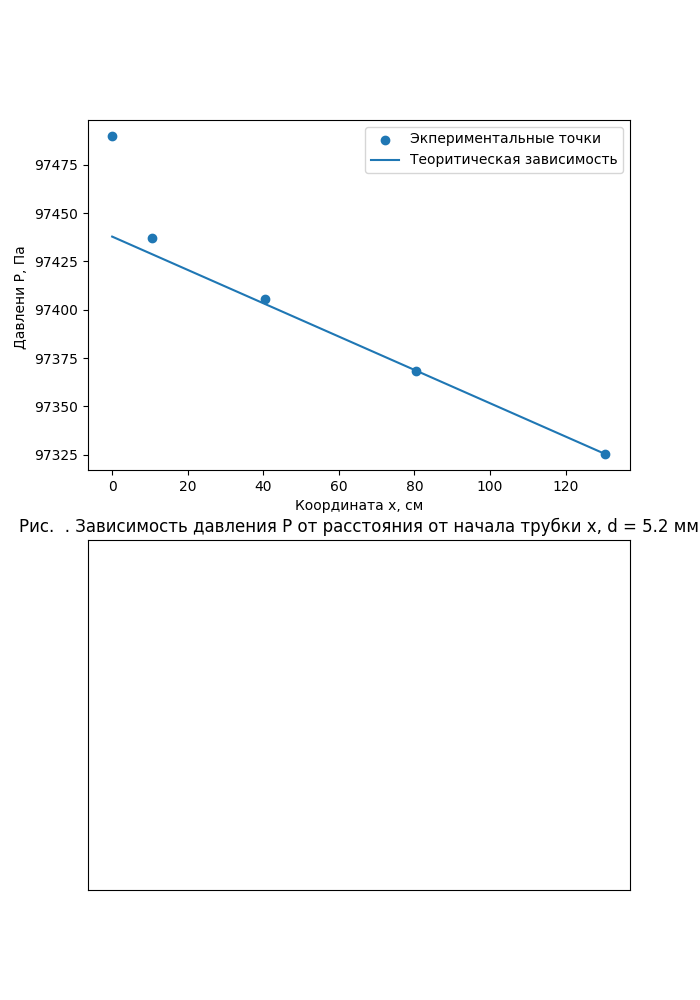 Экпериментальные точки
Теоритическая зависимость
97475
97450
97425
97400
97375
97350
97325
Давлени P, Па
0 20 40 60 80 100 120
Координата x, см
Рис.  . Зависимость давления P от расстояния от начала трубки x, d = 5.2 мм